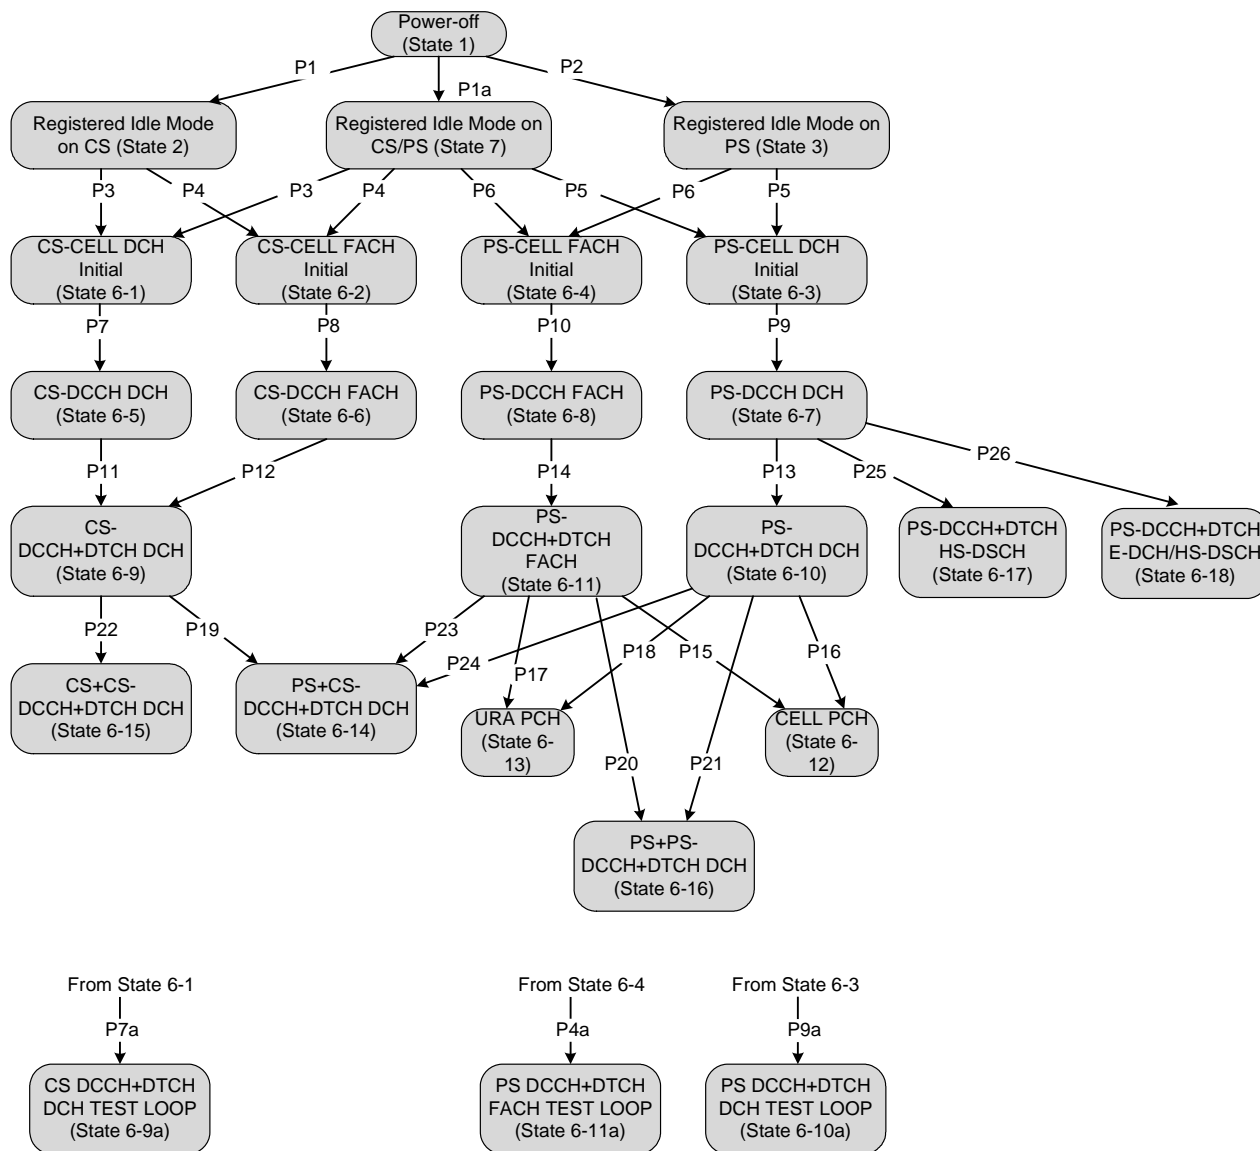 Power-off
(State 1)
P1
P1a
P2
Registered Idle Mode
on CS (State 2)
Registered Idle Mode on
CS/PS (State 7)
Registered Idle Mode on
PS (State 3)
P3
P4
P3
P4
P6
P5
P6
P5
CS-CELL DCH
Initial
(State 6-1)
CS-CELL FACH
Initial
(State 6-2)
PS-CELL FACH
Initial
(State 6-4)
PS-CELL DCH
Initial
(State 6-3)
P7
P8
P10
P9
CS-DCCH DCH
(State 6-5)
CS-DCCH FACH
(State 6-6)
PS-DCCH FACH
(State 6-8)
PS-DCCH DCH
(State 6-7)
P11
P12
P14
P13
P25
P26
CS-
DCCH+DTCH DCH
(State 6-9)
PS-
DCCH+DTCH
FACH
(State 6-11)
PS-
DCCH+DTCH DCH
(State 6-10)
PS-DCCH+DTCH
HS-DSCH
(State 6-17)
PS-DCCH+DTCH
E-DCH/HS-DSCH
(State 6-18)
P22
P19
P23
P24
P17
P18
P15
P16
CS+CS-
DCCH+DTCH DCH
(State 6-15)
PS+CS-
DCCH+DTCH DCH
(State 6-14)
URA PCH
(State 6-
13)
CELL PCH
(State 6-
12)
P20
P21
PS+PS-
DCCH+DTCH DCH
(State 6-16)
From State 6-1
From State 6-4
From State 6-3
P7a
P4a
P9a
CS DCCH+DTCH
DCH TEST LOOP
(State 6-9a)
PS DCCH+DTCH
FACH TEST LOOP
(State 6-11a)
PS DCCH+DTCH
DCH TEST LOOP
(State 6-10a)